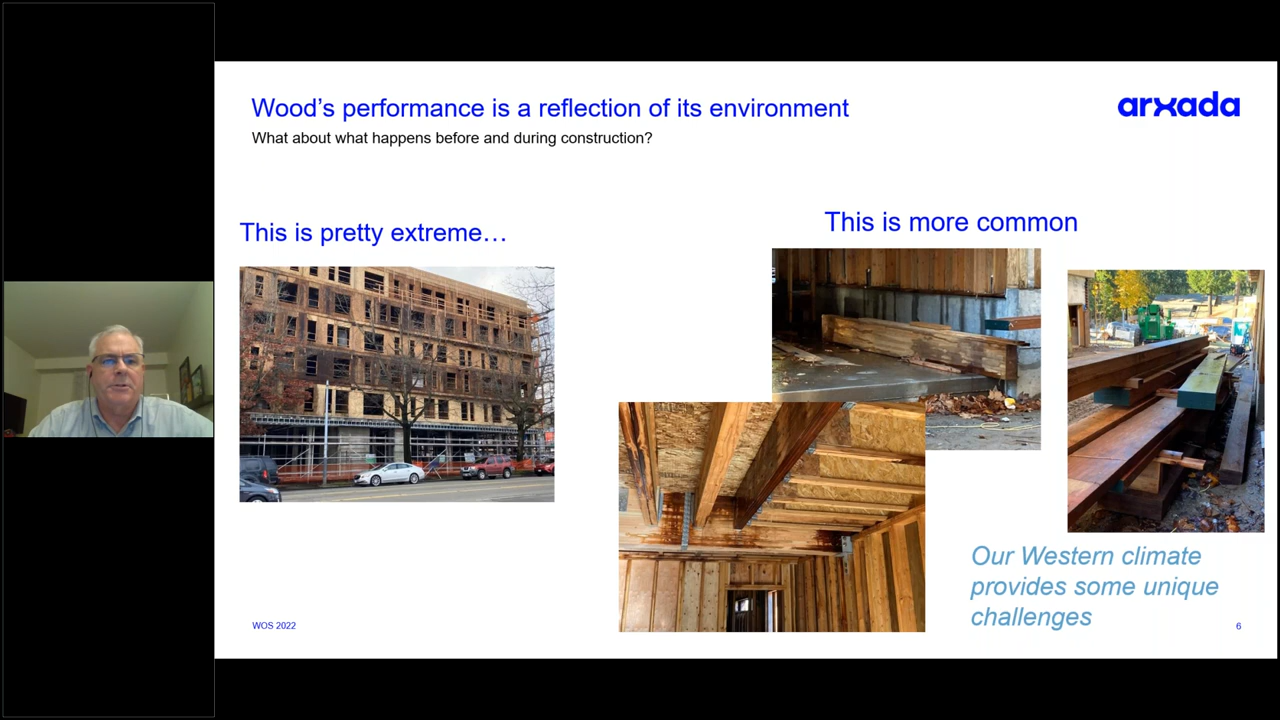 Wood's performance is a reflection of its environment
arxada
What about what happens before and during construction?
This is pretty extreme…
This is more common
Our Western climate
provides some unique
challenges
WOS 2022
6